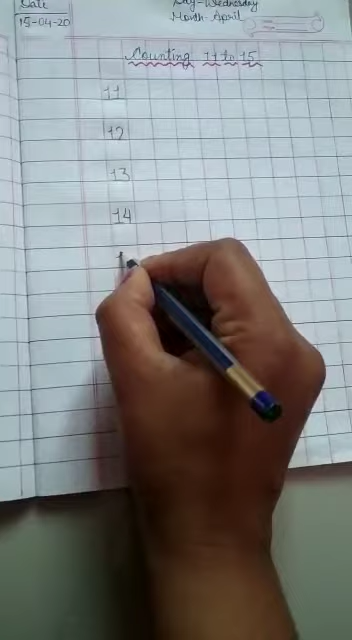 Date
15-04-20
Day-Wednesday
Month-April
Counting 11 to 15
11
12
13
14
1